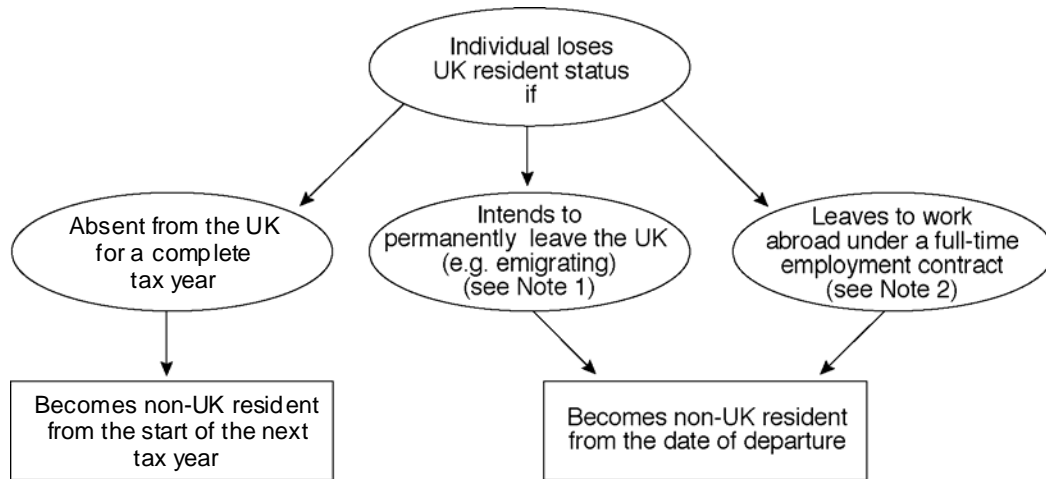 Individual loses
UK resident status
if
Absent from the UK
for a complete
tax year
Intends to
permanently leave the UK
(e.g. emigrating)
(see Note 1)
Leaves to work
abroad under a full-time
employment contract
(see Note 2)
Becomes non-UK resident
from the start of the next
tax year
Becomes non-UK resident
from the date of departure